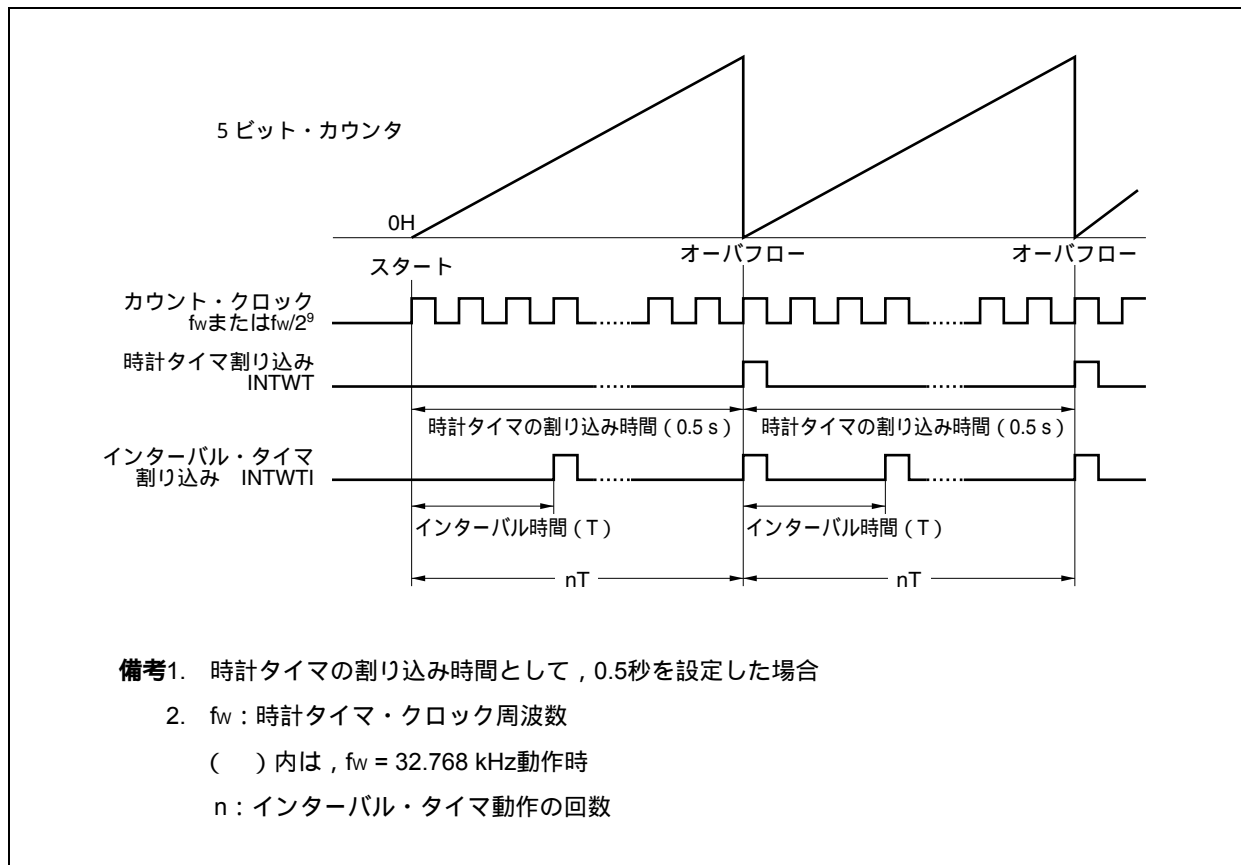 5 ビット・カウンタ
0H
スタート
オーバフロー
オーバフロー
カウント・クロック
fwまたはfw/2⁹
時計タイマ割り込み
INTWT
時計タイマの割り込み時間（0.5 s）
時計タイマの割り込み時間（0.5 s）
インターバル・タイマ
割り込み　INTWTI
インターバル時間（T）
インターバル時間（T）
nT
nT
備考1.　時計タイマの割り込み時間として，0.5秒を設定した場合
2.　fw：時計タイマ・クロック周波数
（　）内は，fw = 32.768 kHz動作時
n：インターバル・タイマ動作の回数